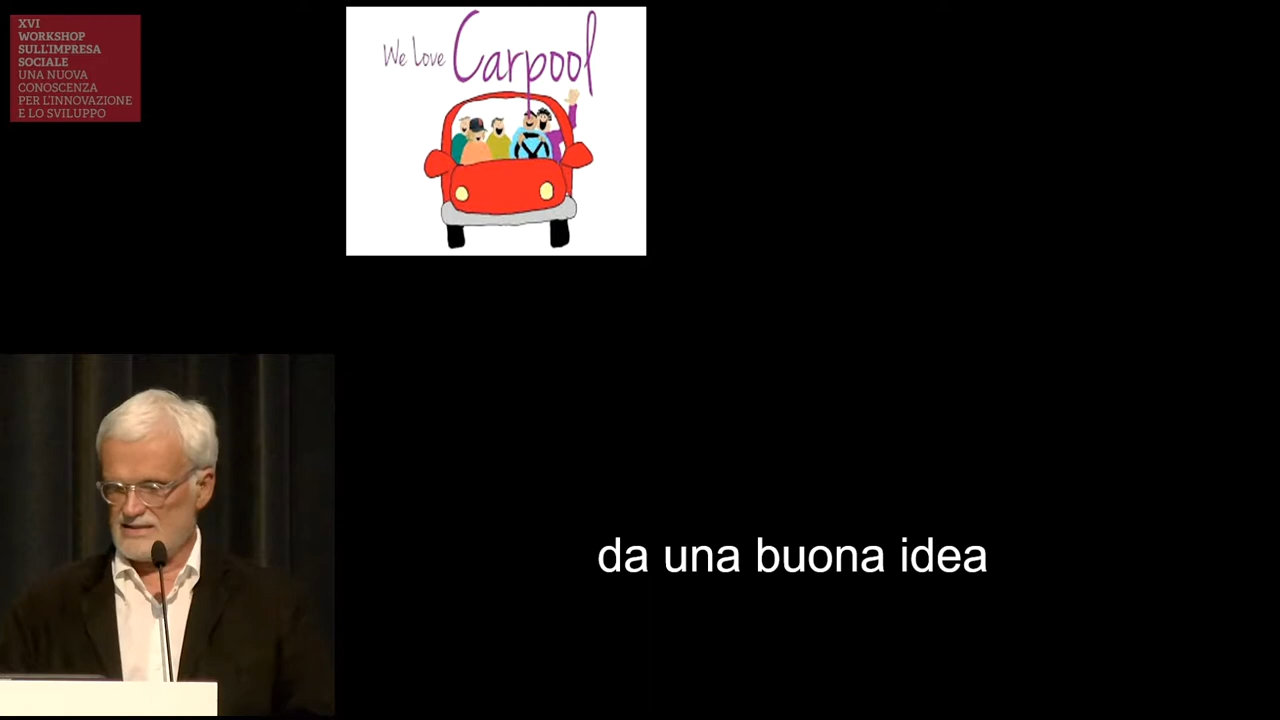 XVI
WORKSHOP
SULL'IMPRESA
SOCIALE
UNA NUOVA
CONOSCENZA
PER L'INNOVAZIONE
E LO SVILUPPO
We Love Carpool
da una buona idea